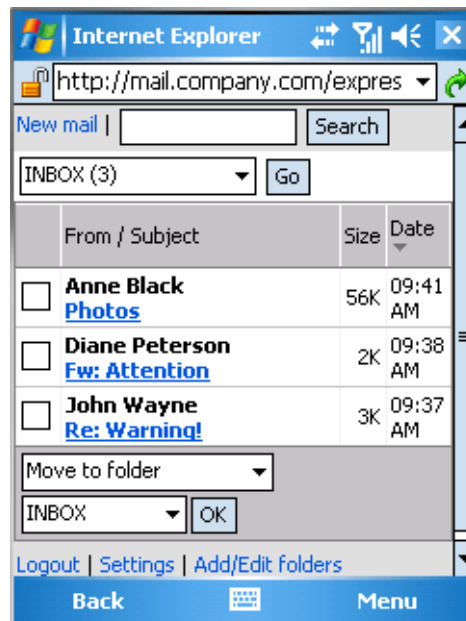 Internet Explorer
http://mail.company.com/expres
New mail | Search
INBOX (3) Go
From / Subject Size Date
Anne Black 56K 09:41 AM
Photos
Diane Peterson 2K 09:38 AM
Fw: Attention
John Wayne 3K 09:37 AM
Re: Warning!
Move to folder
INBOX OK
Logout | Settings | Add/Edit folders
Back Menu